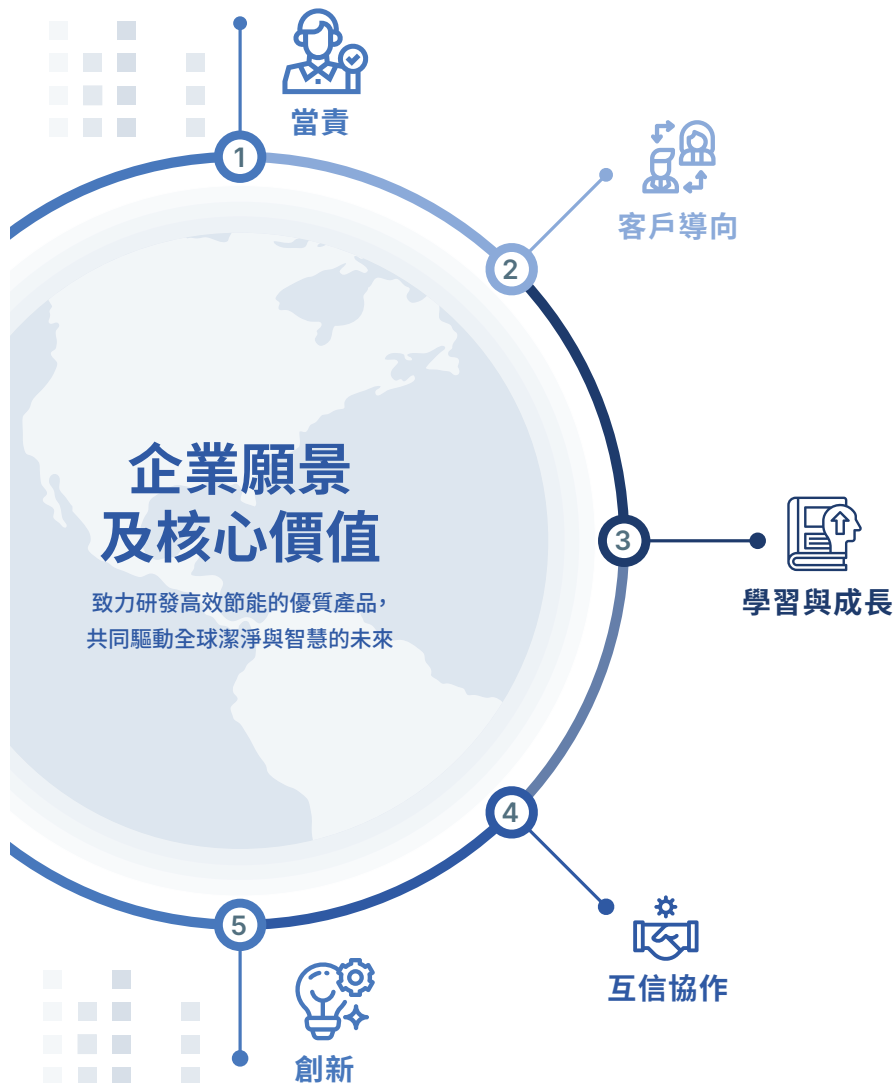 企業願景
及核心價值
致力研發高效節能的優質產品，
共同驅動全球潔淨與智慧的未來
1
當責
2
客戶導向
3
學習與成長
4
互信協作
5
創新